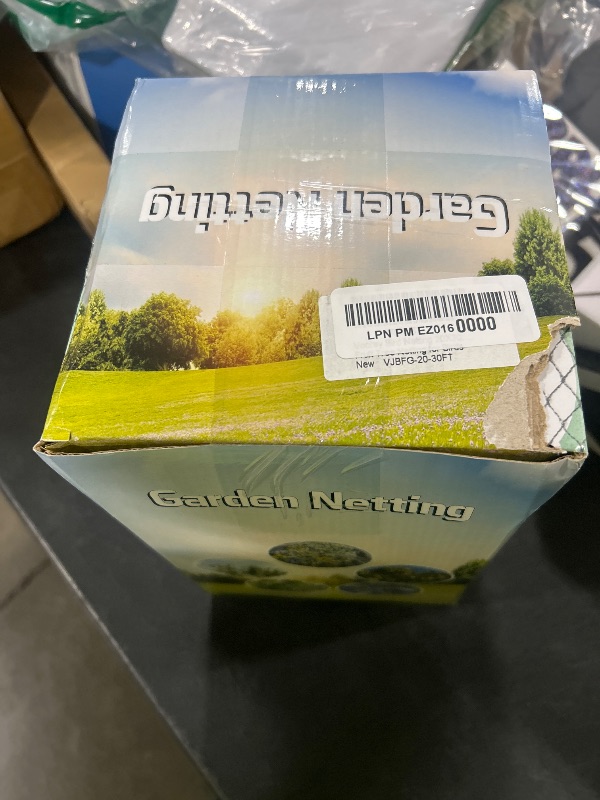 Garden Netting
LPN PM EZ016 0000
New VJBFG-20-30FT
Garden Netting